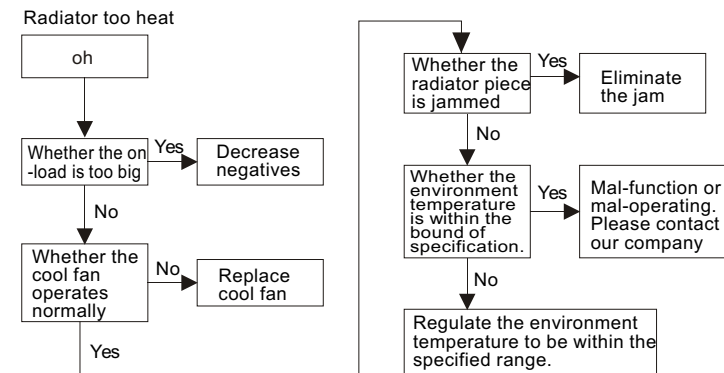 Radiator too heat
oh
Whether the on
-load is too big
Yes
Decrease
negatives
No
Whether the
cool fan
operates
normally
No
Replace
cool fan
Yes
Whether the
radiator piece
is jammed
Yes
Eliminate
the jam
No
Whether the
environment
temperature
is within the
bound of
specification.
Yes
Mal-function or
mal-operating.
Please contact
our company
No
Regulate the environment
temperature to be within the
specified range.